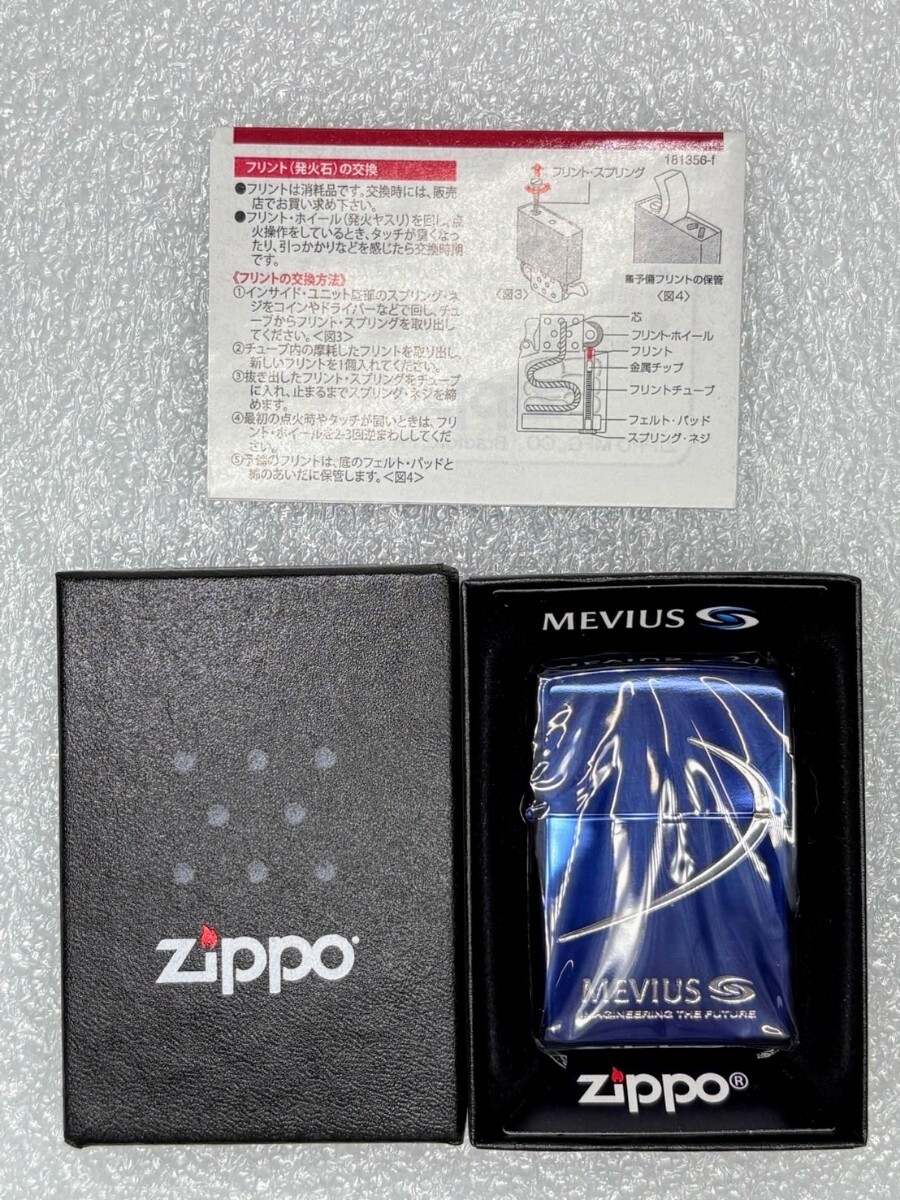 181356-f
フリント(発火石)の交換
●フリントは消耗品です。交換時には、販売
店でお買い求め下さい。
●フリント・ホイール(発火ヤスリ)を回し、点
火操作をしているとき、タッチが重くなっ
たり、引っかかりなどを感じたら交換時期
です。
《フリントの交換方法》
①インサイド・ユニット底部のスプリング・ネ
ジをコインやドライバーなどで回し、チュ
ーブからフリント・スプリングを取り出し
てください。<図3>
②チューブ内の摩耗したフリントを取り出し、
新しいフリントを1個入れてください。
③抜き出したフリント・スプリングをチューブ
に入れ、止まるまでスプリング・ネジを締
めます。
④最初の点火時やタッチが固いときは、フリ
ント・ホイールを2-3回逆まわししてくだ
さい。
⑤予備のフリントは、底のフェルト・パッドと
綿のあいだに保管します。<図4>
フリント・スプリング
〈図3〉
予備フリントの保管
〈図4〉
芯
フリント・ホイール
フリント
金属チップ
フリントチューブ
フェルト・パッド
スプリング・ネジ
zippo
MEVIUS
MEVIUS
IMAGINEERING THE FUTURE
zippo®